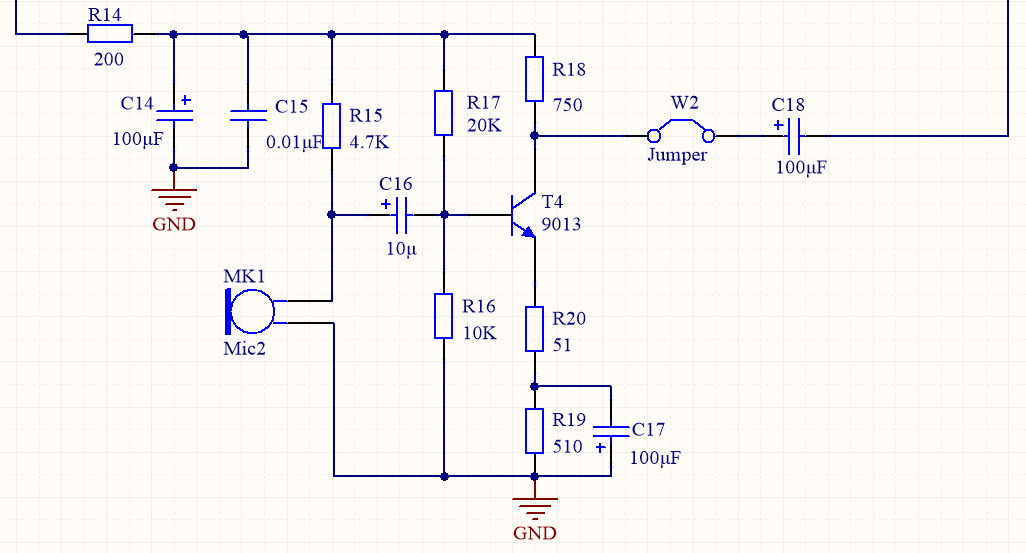 R14
200
C14
100μF
C15
0.01μF
GND
R15
4.7K
R17
20K
R18
750
W2
Jumper
C18
100μF
C16
10μ
T4
9013
MK1
Mic2
R16
10K
R20
51
R19
510
C17
100μF
GND